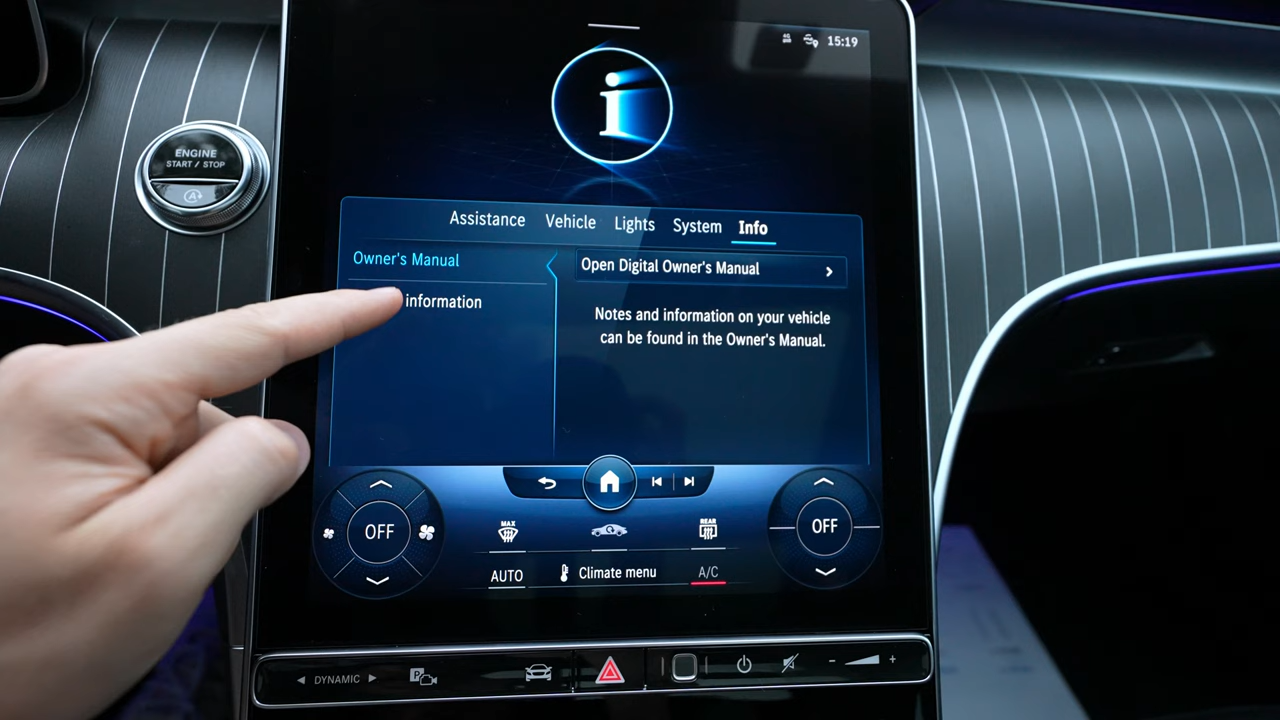 15:19
ENGINE
START / STOP
A
i
Assistance Vehicle Lights System Info
Owner's Manual
Open Digital Owner's Manual
information
Notes and information on your vehicle
can be found in the Owner's Manual.
OFF
OFF
MAX
REAR
AUTO
Climate menu
A/C
DYNAMIC
P